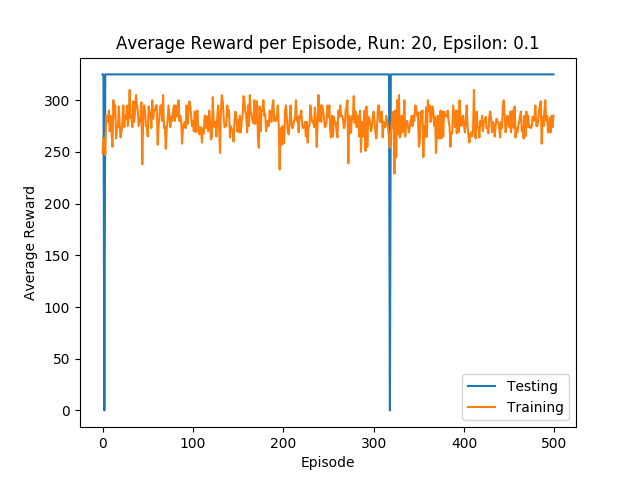 Average Reward per Episode, Run: 20, Epsilon: 0.1
Average Reward
300
250
200
150
100
50
0
0 100 200 300 400 500
Episode
Testing
Training